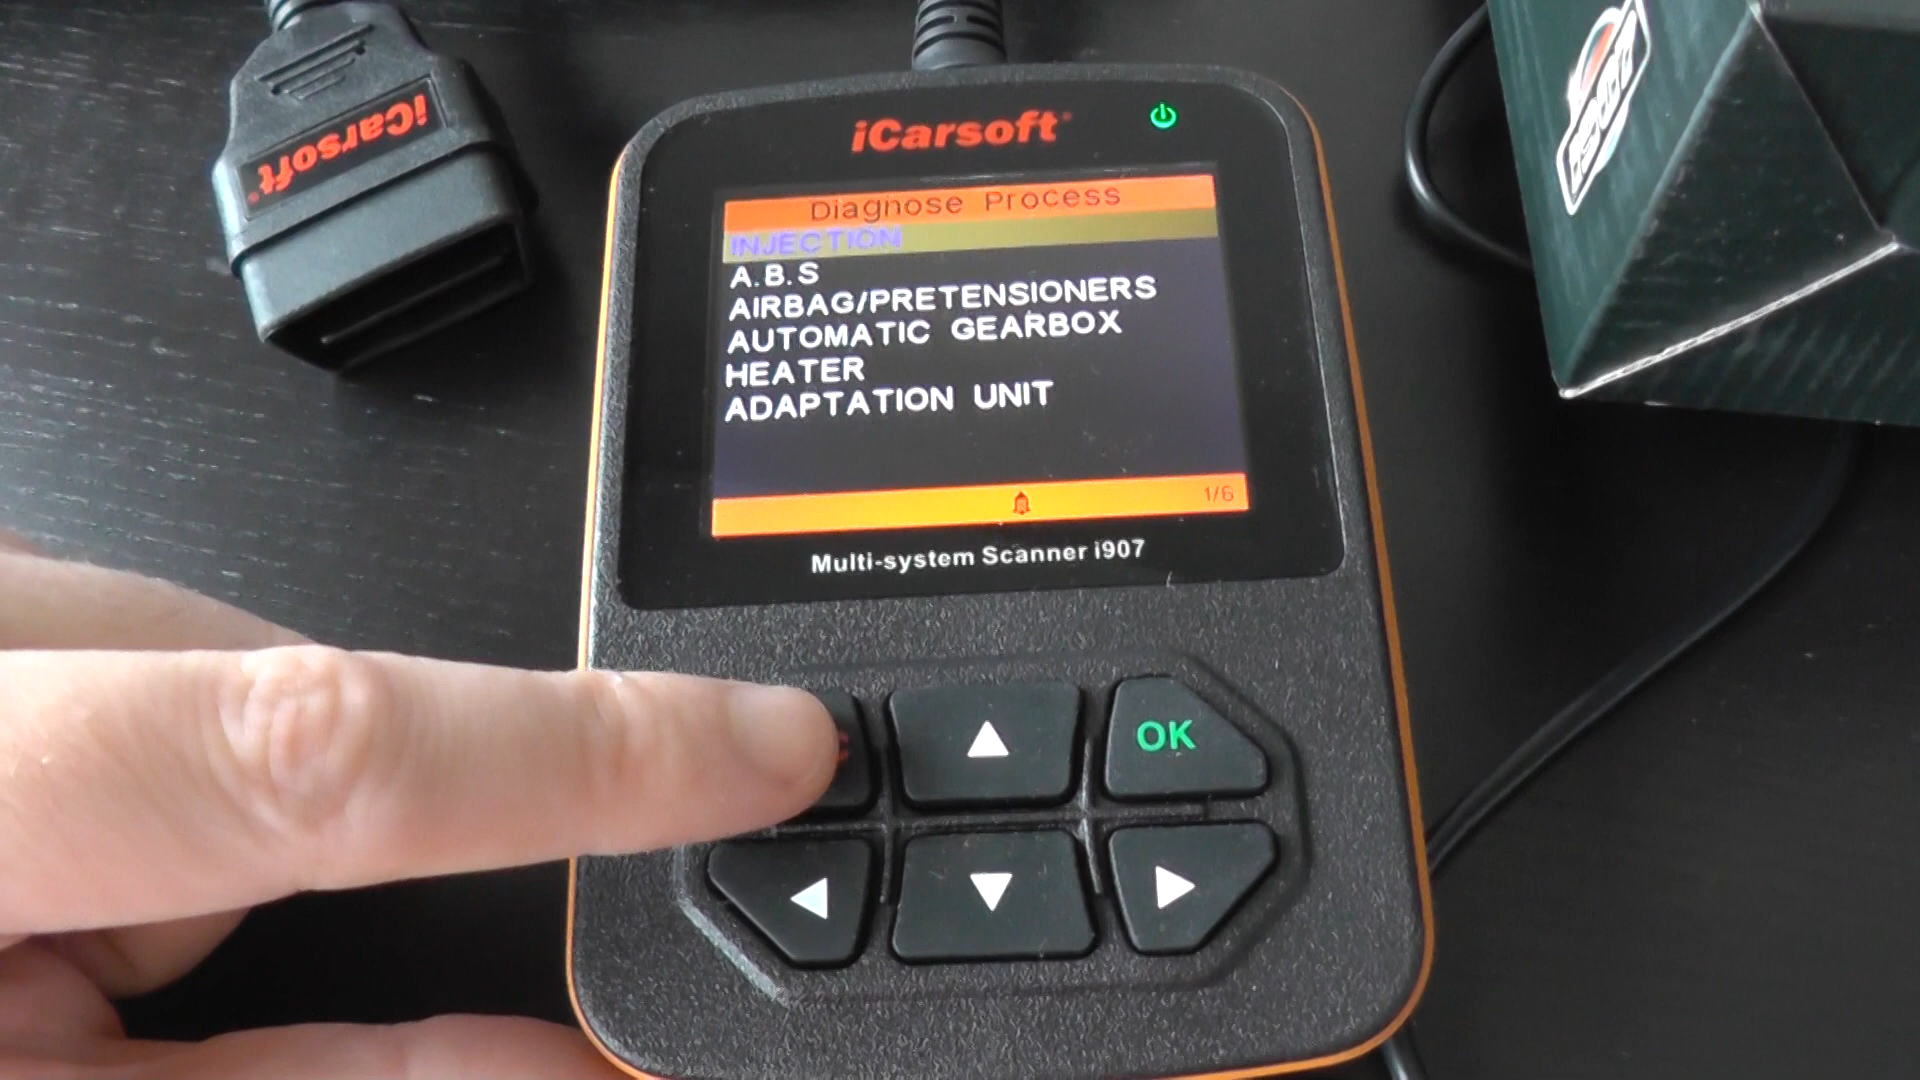 iCarsoft
iCarsoft
Diagnose Process
INJECTION
A.B.S
AIRBAG/PRETENSIONERS
AUTOMATIC GEARBOX
HEATER
ADAPTATION UNIT
1/6
Multi-system Scanner i907
OK